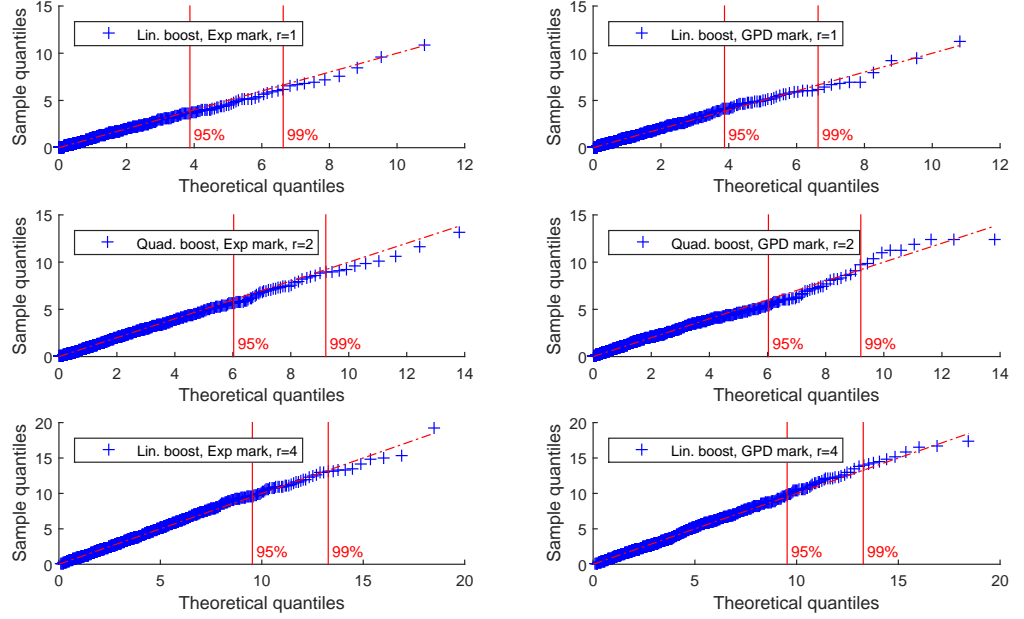 15
10
5
0
Sample quantiles
Lin. boost, Exp mark, r=1
95%
99%
0 2 4 6 8 10 12
Theoretical quantiles
15
10
5
0
Sample quantiles
Lin. boost, GPD mark, r=1
95%
99%
0 2 4 6 8 10 12
Theoretical quantiles
15
10
5
0
Sample quantiles
Quad. boost, Exp mark, r=2
95%
99%
0 2 4 6 8 10 12 14
Theoretical quantiles
15
10
5
0
Sample quantiles
Quad. boost, GPD mark, r=2
95%
99%
0 2 4 6 8 10 12 14
Theoretical quantiles
20
15
10
5
0
Sample quantiles
Lin. boost, Exp mark, r=4
95%
99%
5 10 15 20
Theoretical quantiles
20
15
10
5
0
Sample quantiles
Lin. boost, GPD mark, r=4
95%
99%
5 10 15 20
Theoretical quantiles